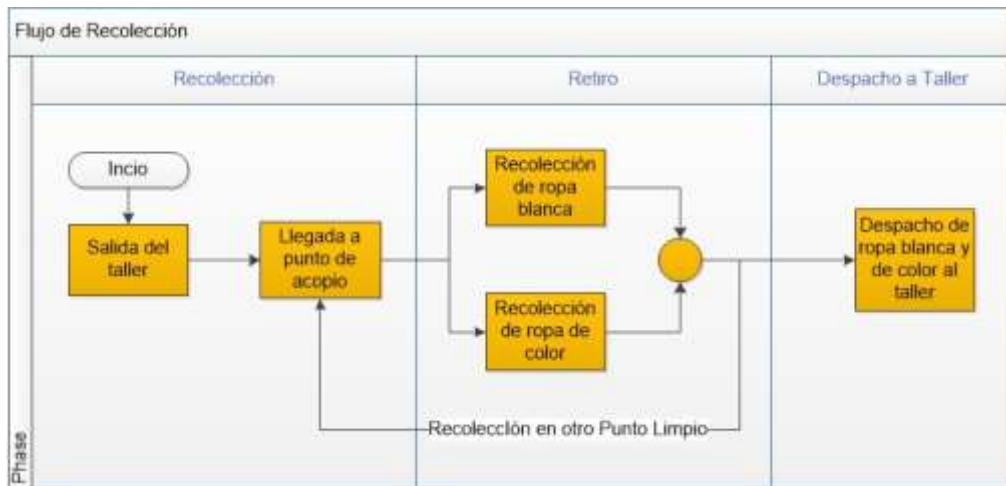 Flujo de Recolección
Recolección
Retiro
Despacho a Taller
Phase
Incio
Salida del
taller
Llegada a
punto de
acopio
Recolección
de ropa
blanca
Recolección
de ropa de
color
Despacho de
ropa blanca y
de color al
taller
Recolección en otro Punto Limpio